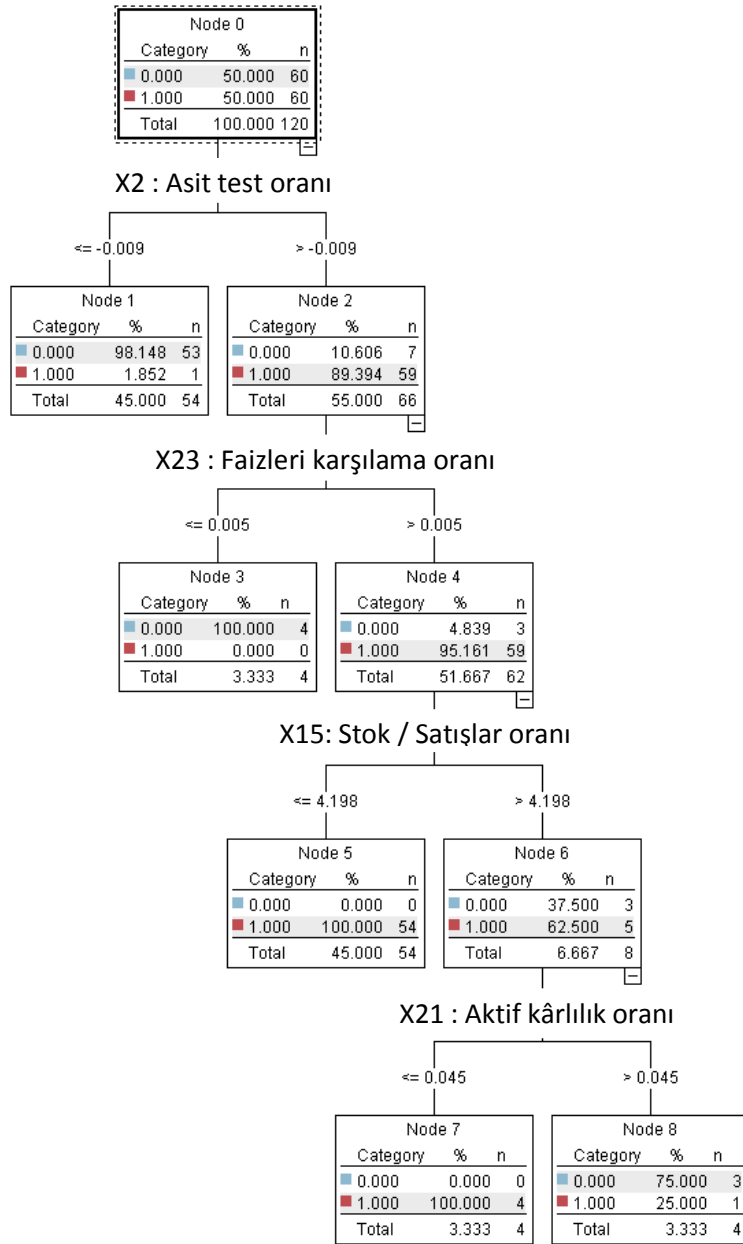 Node 0
Category % n
0.000 50.000 60
1.000 50.000 60
Total 100.000 120
X2 : Asit test oranı
<= -0.009 > -0.009
Node 1
Category % n
0.000 98.148 53
1.000 1.852 1
Total 45.000 54
Node 2
Category % n
0.000 10.606 7
1.000 89.394 59
Total 55.000 66
X23 : Faizleri karşılama oranı
<= 0.005 > 0.005
Node 3
Category % n
0.000 100.000 4
1.000 0.000 0
Total 3.333 4
Node 4
Category % n
0.000 4.839 3
1.000 95.161 59
Total 51.667 62
X15: Stok / Satışlar oranı
<= 4.198 > 4.198
Node 5
Category % n
0.000 0.000 0
1.000 100.000 54
Total 45.000 54
Node 6
Category % n
0.000 37.500 3
1.000 62.500 5
Total 6.667 8
X21 : Aktif kârlılık oranı
<= 0.045 > 0.045
Node 7
Category % n
0.000 0.000 0
1.000 100.000 4
Total 3.333 4
Node 8
Category % n
0.000 75.000 3
1.000 25.000 1
Total 3.333 4